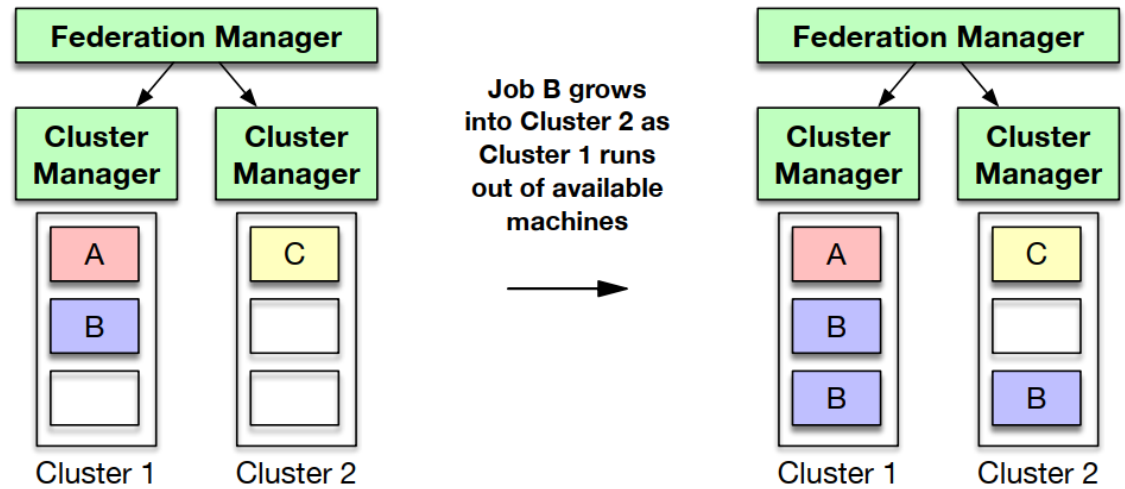 Federation Manager
Cluster
Manager
Cluster
Manager
A
B
C
Cluster 1
Cluster 2
Job B grows
into Cluster 2 as
Cluster 1 runs
out of available
machines
Federation Manager
Cluster
Manager
Cluster
Manager
A
B
B
C
B
Cluster 1
Cluster 2